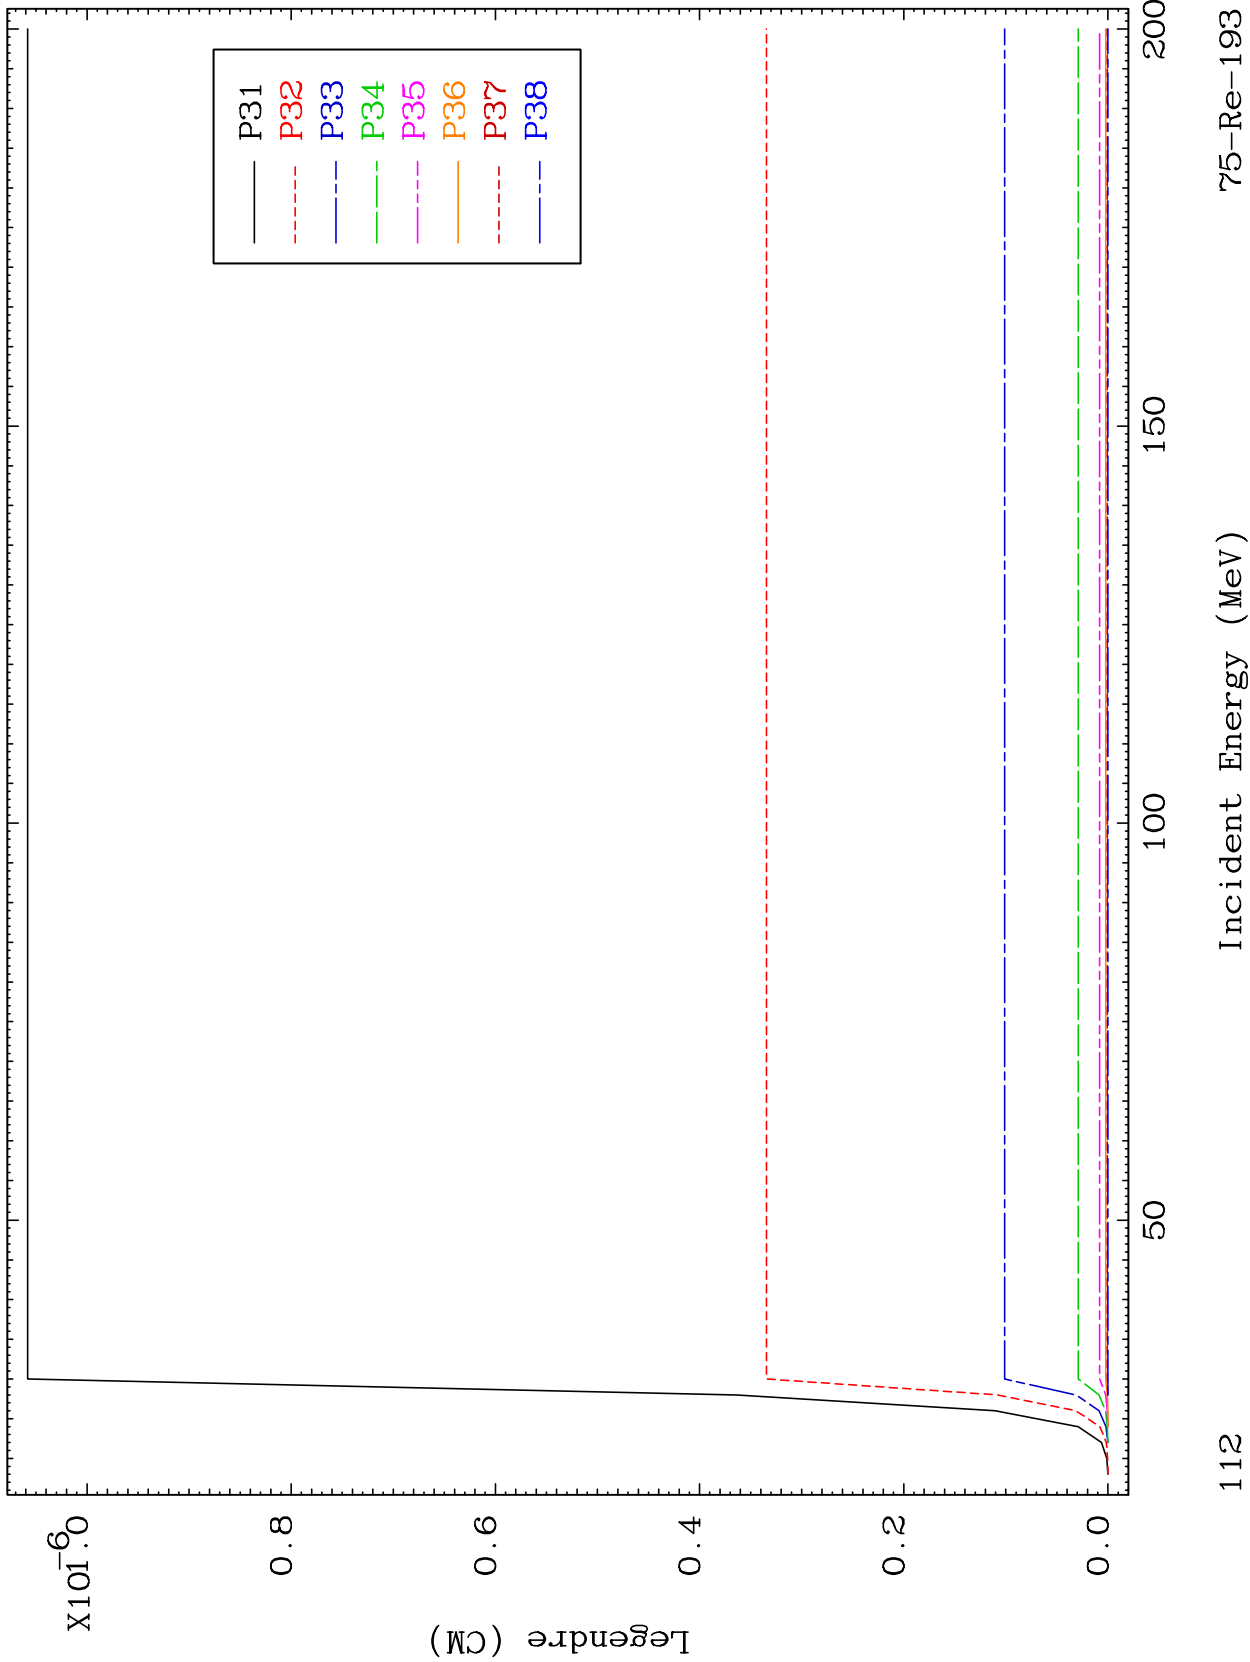 X10-6
1.0
0.8
0.6
0.4
0.2
0.0
Legendre (CM)
P31
P32
P33
P34
P35
P36
P37
P38
50
100
150
200
Incident Energy (MeV)
112
75-Re-193